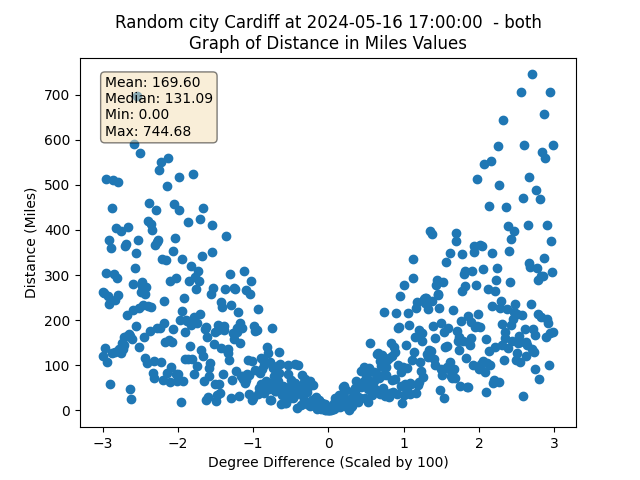 Random city Cardiff at 2024-05-16 17:00:00 - both
Graph of Distance in Miles Values
Mean: 169.60
Median: 131.09
Min: 0.00
Max: 744.68
700
600
500
400
300
200
100
0
Distance (Miles)
−3 −2 −1 0 1 2 3
Degree Difference (Scaled by 100)